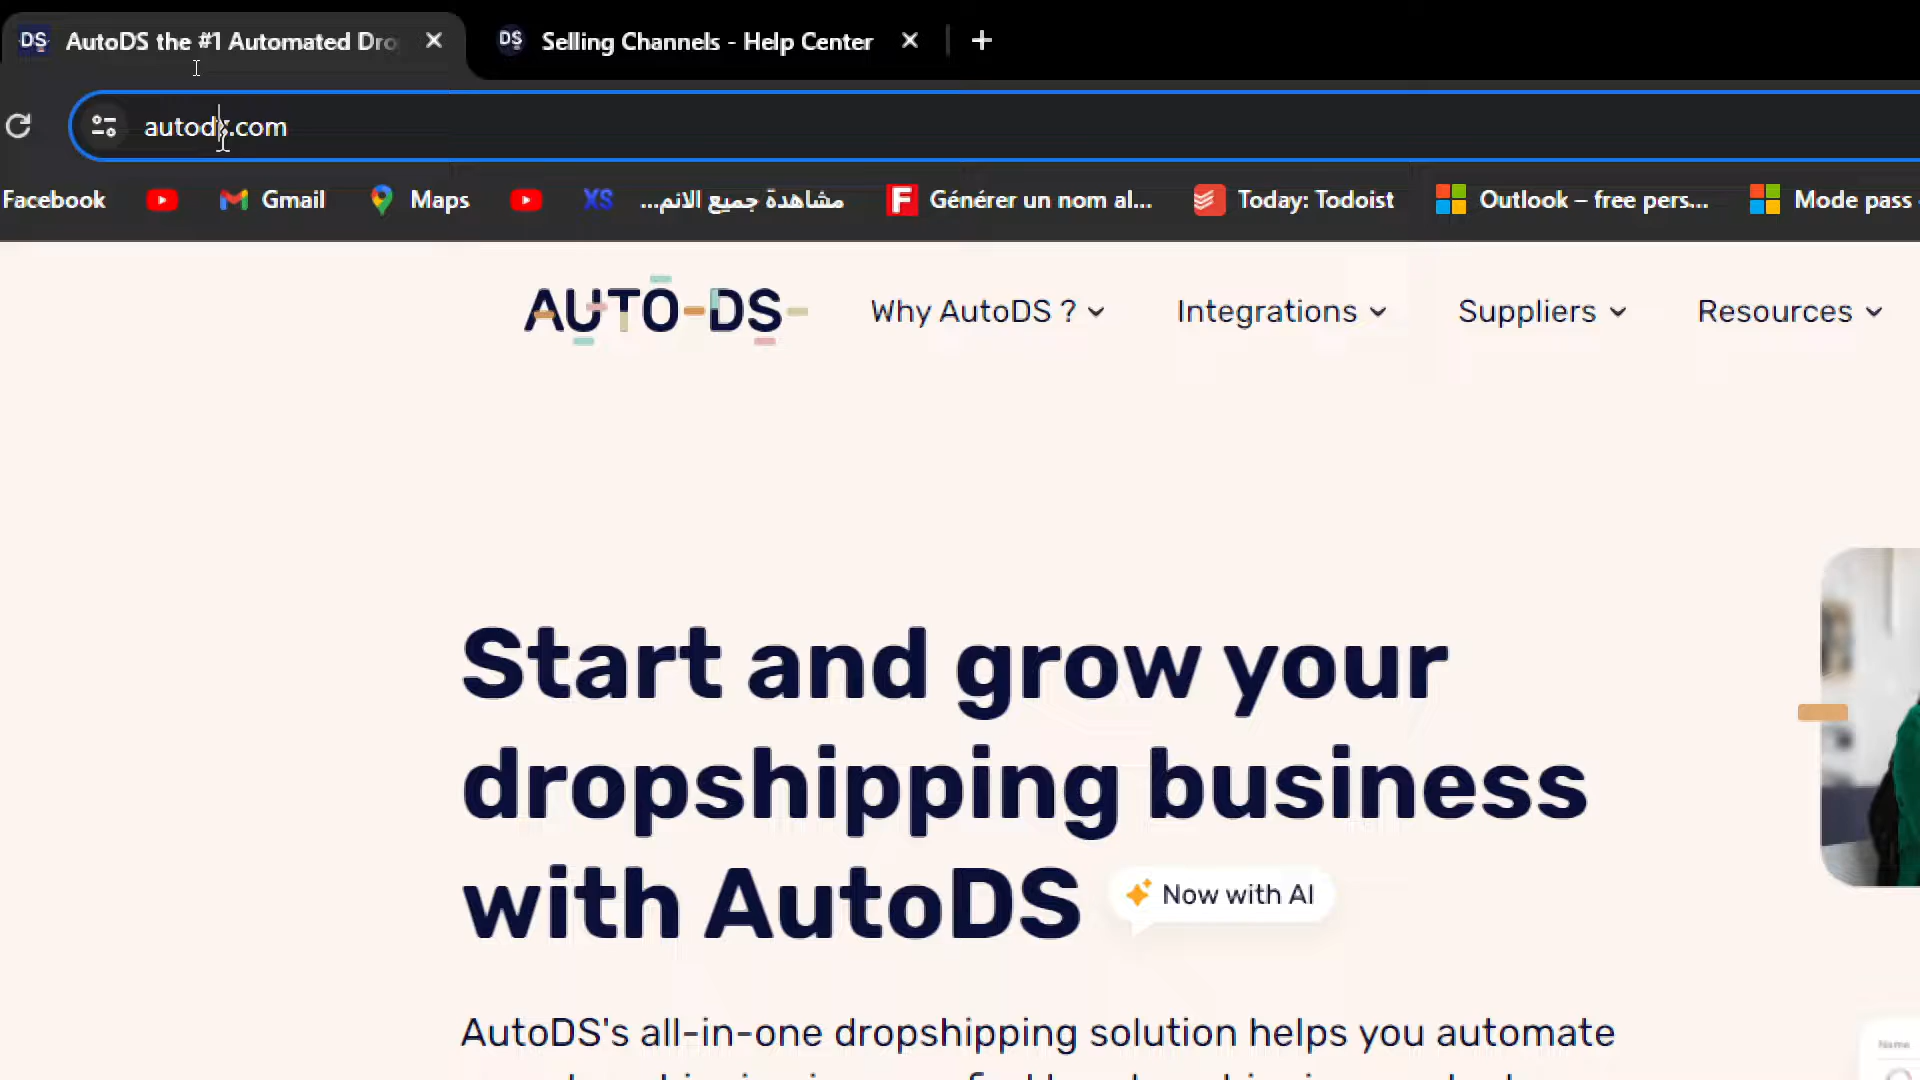 DS AutoDS the #1 Automated Dro
DS Selling Channels - Help Center
autods.com
Facebook
Gmail
Maps
XS مشاهدة جميع الانم...
F Générer un nom al...
Today: Todoist
Outlook – free pers...
Mode pass
AUTO-DS
Why AutoDS ?
Integrations
Suppliers
Resources
Start and grow your
dropshipping business
with AutoDS
Now with AI
AutoDS's all-in-one dropshipping solution helps you automate
Name